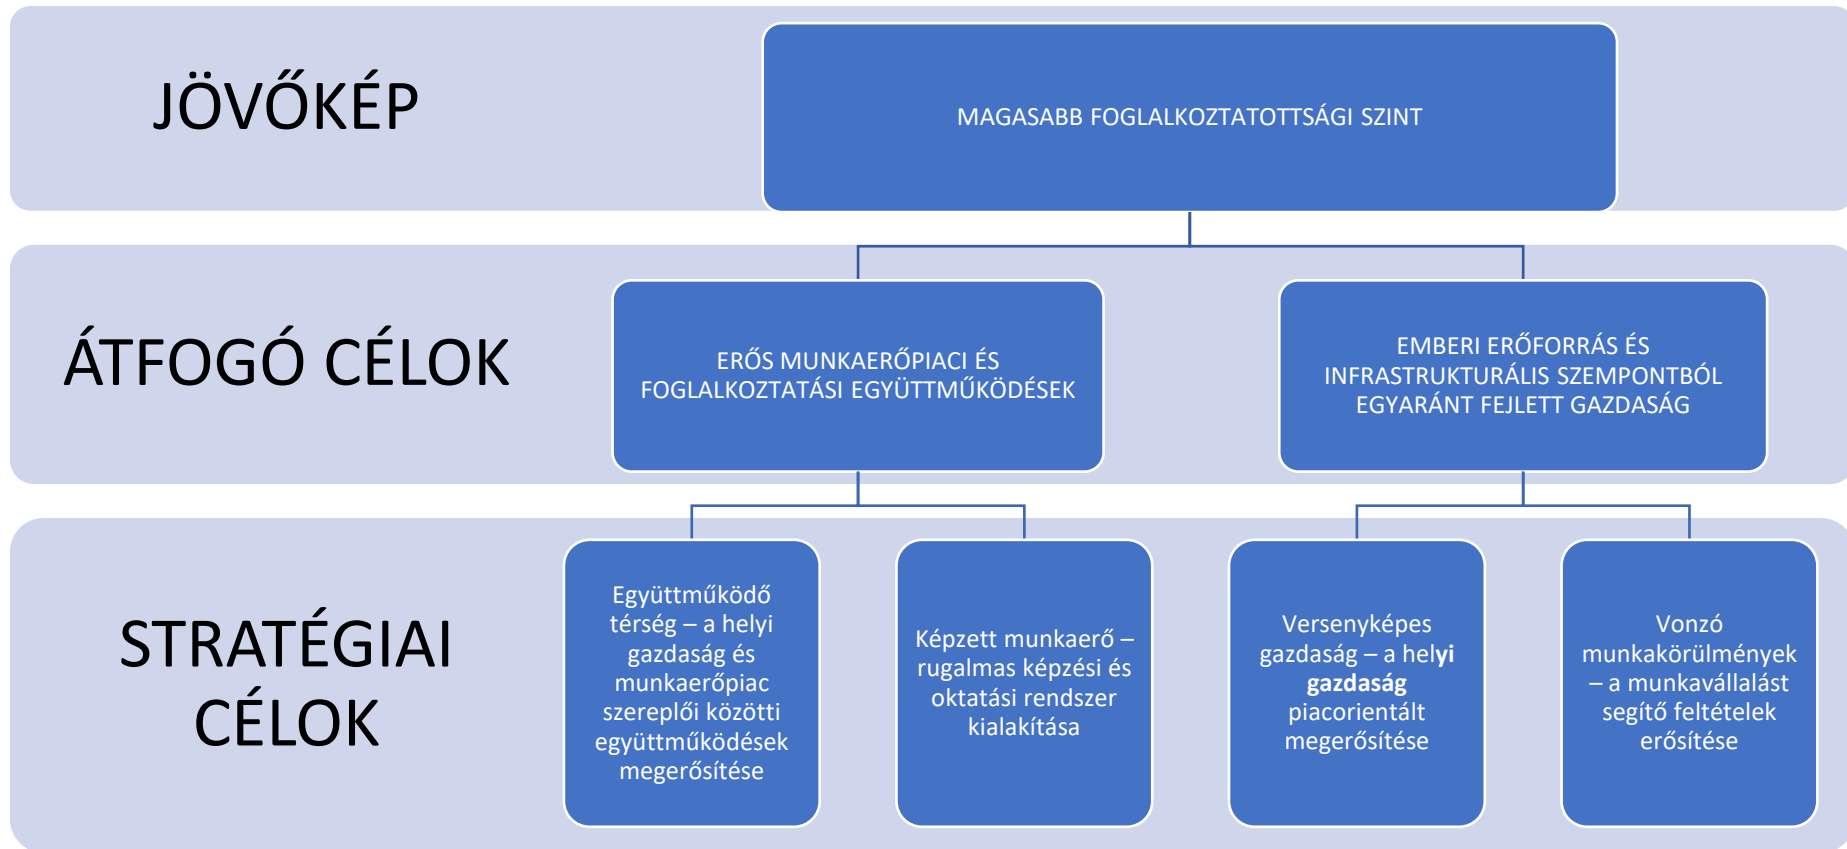 JÖVŐKÉP
MAGASABB FOGLALKOZTATOTTSÁGI SZINT
ÁTFOGÓ CÉLOK
ERŐS MUNKAERŐPIACI ÉS
FOGLALKOZTATÁSI EGYÜTTMŰKÖDÉSEK
EMBERI ERŐFORRÁS ÉS
INFRASTRUKTURÁLIS SZEMPONTBÓL
EGYARÁNT FEJLETT GAZDASÁG
STRATÉGIAI
CÉLOK
Együttműködő
térség – a helyi
gazdaság és
munkaerőpiac
szereplői közötti
együttműködések
megerősítése
Képzett munkaerő –
rugalmas képzési és
oktatási rendszer
kialakítása
Versenyképes
gazdaság – a helyi
gazdaság
piacorientált
megerősítése
Vonzó
munkakörülmények
– a munkavállalást
segítő feltételek
erősítése